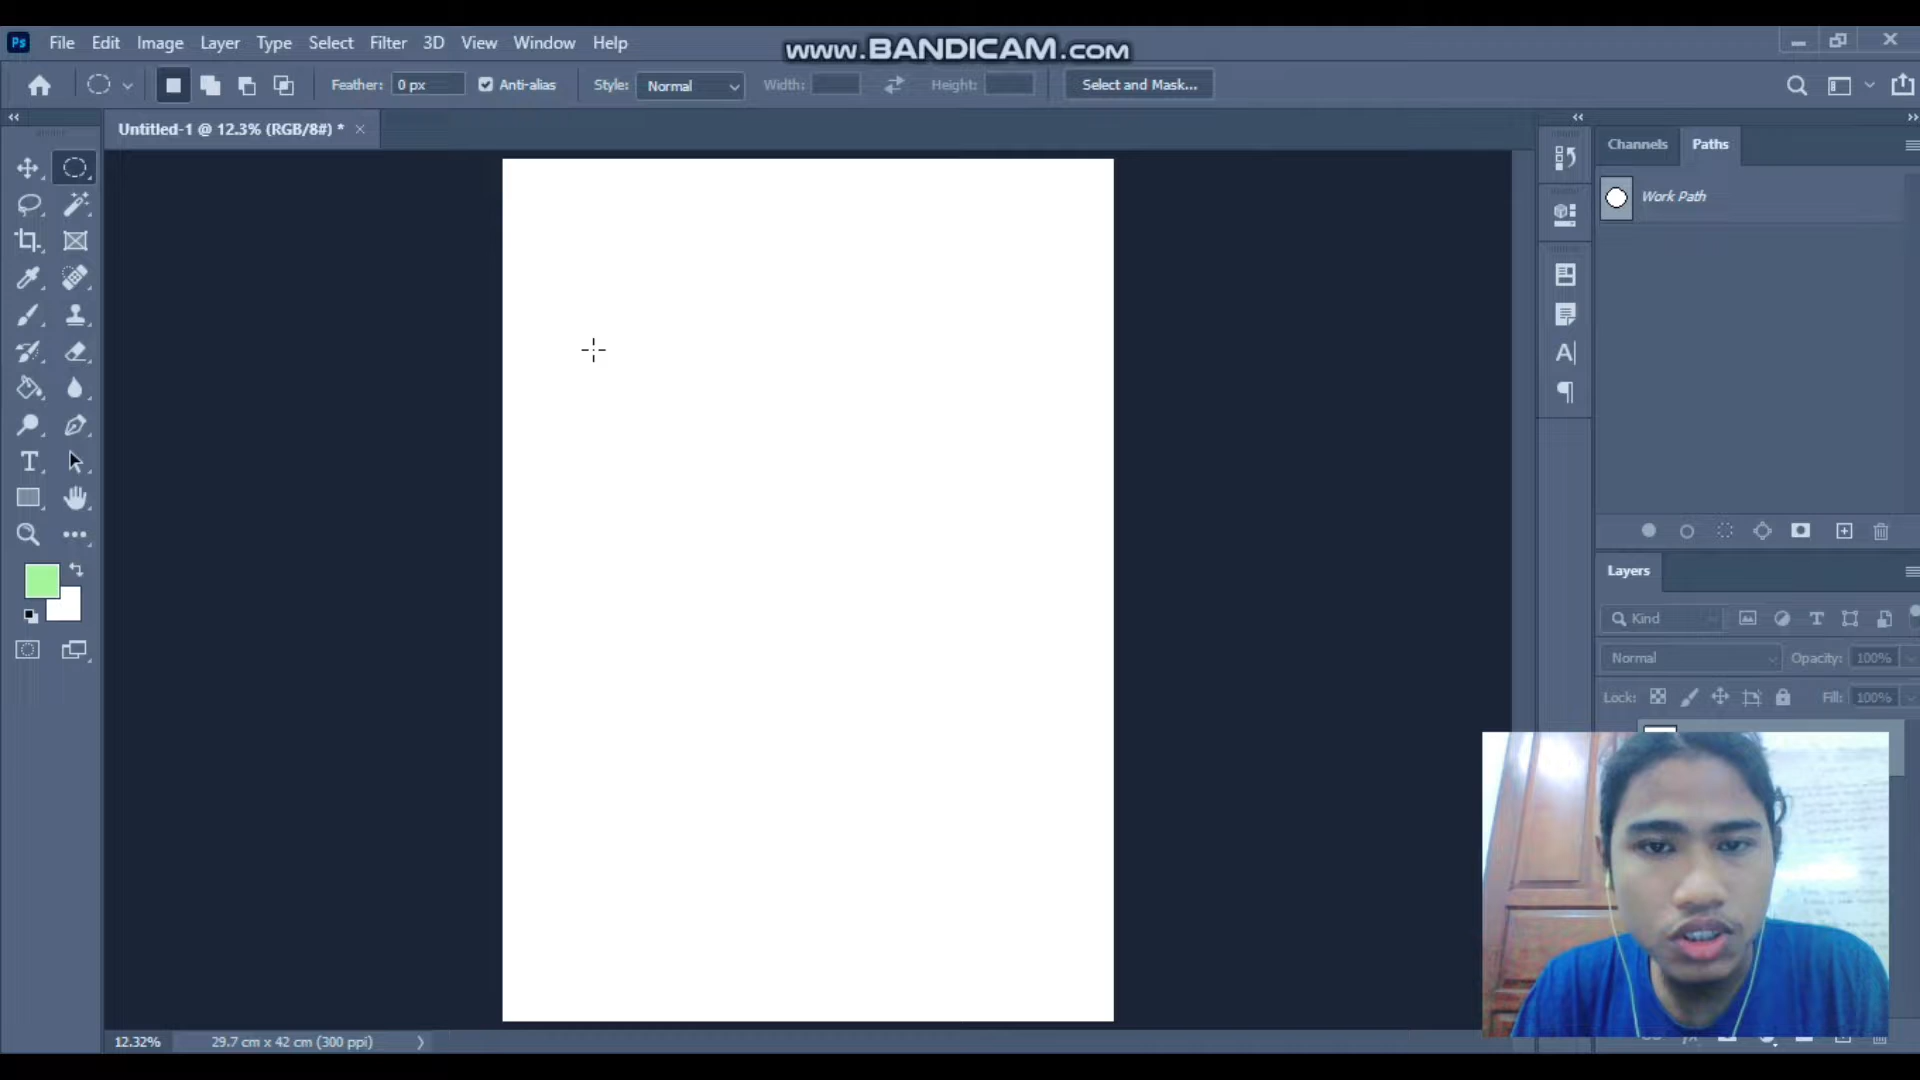 www.BANDICAM.com
Ps File Edit Image Layer Type Select Filter 3D View Window Help
Feather: 0 px Anti-alias Style: Normal Width: Height: Select and Mask...
Untitled-1 @ 12.3% (RGB/8#) *
Channels Paths
Work Path
Layers
Kind
Normal Opacity: 100%
Lock: Fill: 100%
12.32% 29.7 cm x 42 cm (300 ppi)